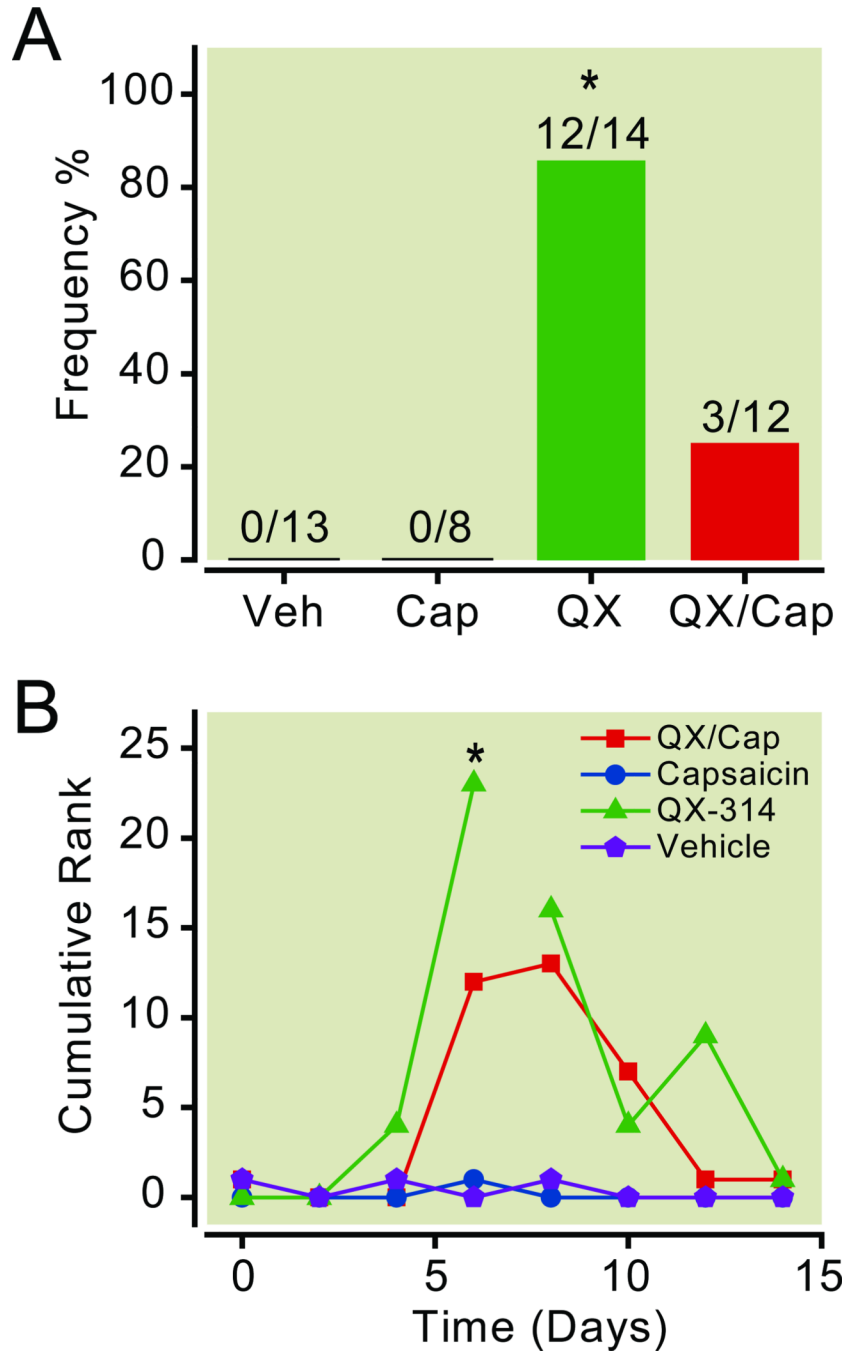 A
Frequency %
100
80
60
40
20
0
*
12/14
3/12
0/13
0/8
Veh
Cap
QX
QX/Cap
B
Cumulative Rank
25
20
15
10
5
0
*
QX/Cap
Capsaicin
QX-314
Vehicle
0
5
10
15
Time (Days)